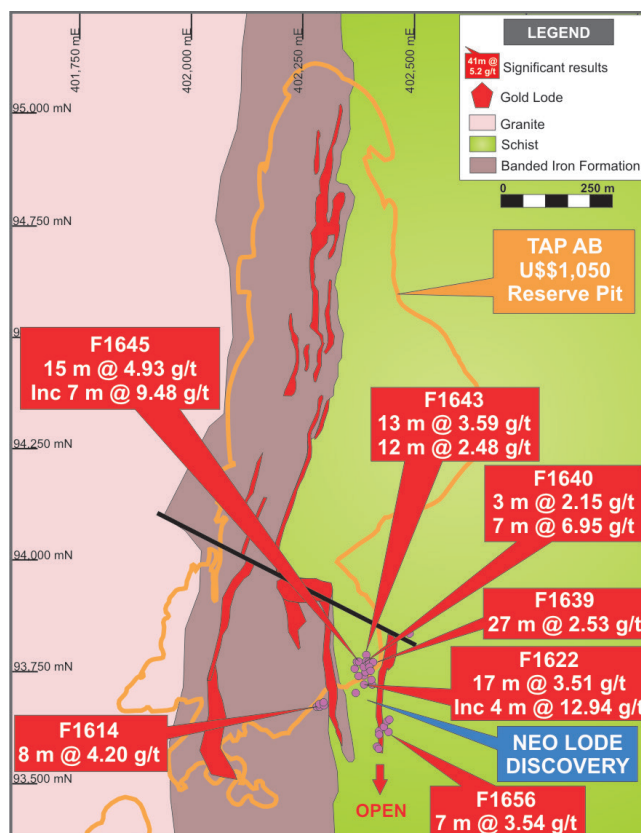 401,750 mE
402,000 mE
402,250 mE
402,500 mE
LEGEND
41m @
5.2 g/t
Significant results
Gold Lode
Granite
Schist
Banded Iron Formation
0 250 m
95.000 mN
94.750 mN
94.250 mN
94.000 mN
93.750 mN
93.500 mN
TAP AB
U$$1,050
Reserve Pit
F1645
15 m @ 4.93 g/t
Inc 7 m @ 9.48 g/t
F1643
13 m @ 3.59 g/t
12 m @ 2.48 g/t
F1640
3 m @ 2.15 g/t
7 m @ 6.95 g/t
F1639
27 m @ 2.53 g/t
F1622
17 m @ 3.51 g/t
Inc 4 m @ 12.94 g/t
F1614
8 m @ 4.20 g/t
NEO LODE
DISCOVERY
OPEN
F1656
7 m @ 3.54 g/t